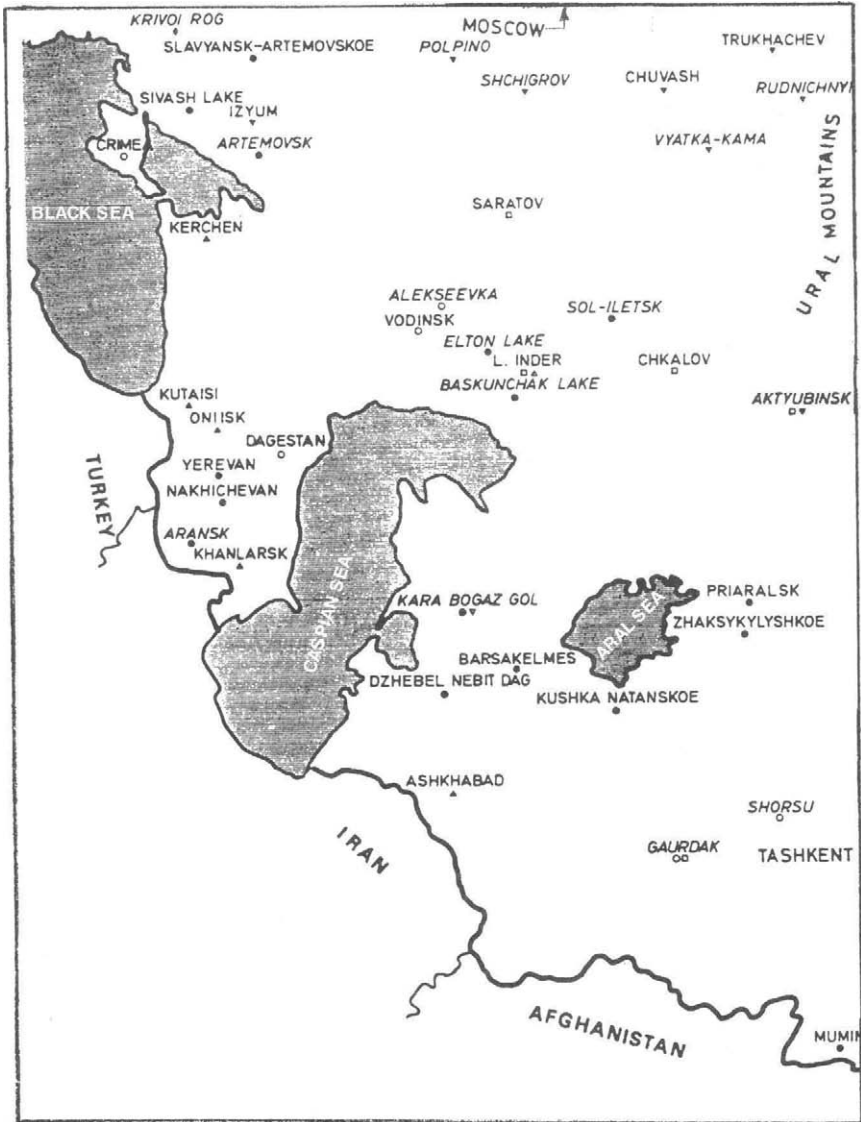 KRIVOI ROG
MOSCOW
SLAVYANSK-ARTEMOVSKOE
POLPINO
TRUKHACHEV
SHCHIGROV
CHUVASH
RUDNICHNYI
SIVASH LAKE
IZYUM
CRIMEA
ARTEMOVSK
VYATKA-KAMA
URAL MOUNTAINS
SARATOV
BLACK SEA
KERCHEN
ALEKSEEVKA
VODINSK
SOL-ILETSK
ELTON LAKE
L. INDER
CHKALOV
BASKUNCHAK LAKE
KUTAISI
AKTYUBINSK
ONIISK
DAGESTAN
TURKEY
YEREVAN
NAKHICHEVAN
ARANSK
KHANLARSK
CASPIAN SEA
KARA BOGAZ GOL
ARAL SEA
PRIARALSK
ZHAKSYKYLYSHKOE
BARSAKELMES
DZHEBEL NEBIT DAG
KUSHKA NATANSKOE
ASHKHABAD
SHORSU
IRAN
GAURDAK
TASHKENT
AFGHANISTAN
MUMIN